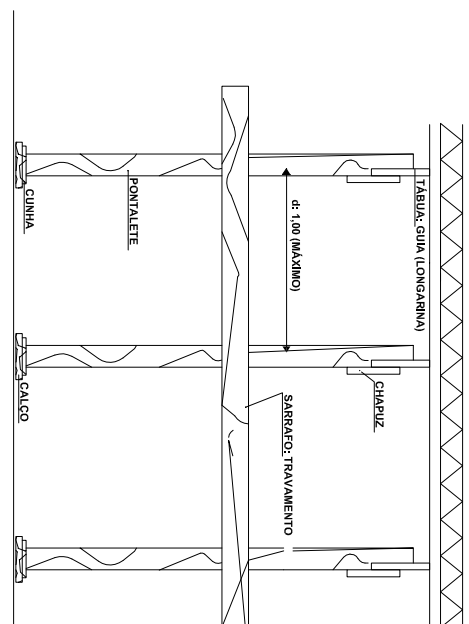 TÁBUA: GUIA (LONGARINA)
CHAPUZ
d: 1,00 (MÁXIMO)
SARRAFO: TRAVAMENTO
PONTALETE
CUNHA
CALÇO